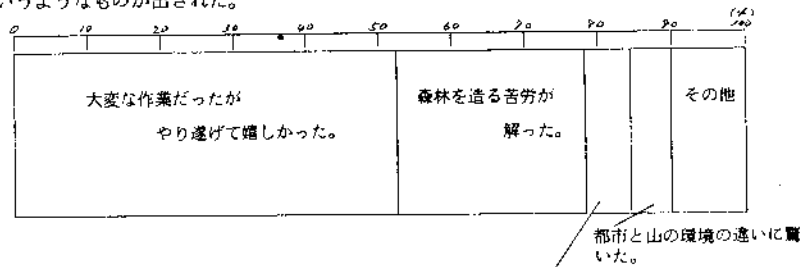 いうようなものが出された。
(%)
0 10 20 30 40 50 60 70 80 90 100
大変な作業だったが
やり遂げて嬉しかった。
森林を造る苦労が
解った。
その他
都市と山の環境の違いに驚
いた。